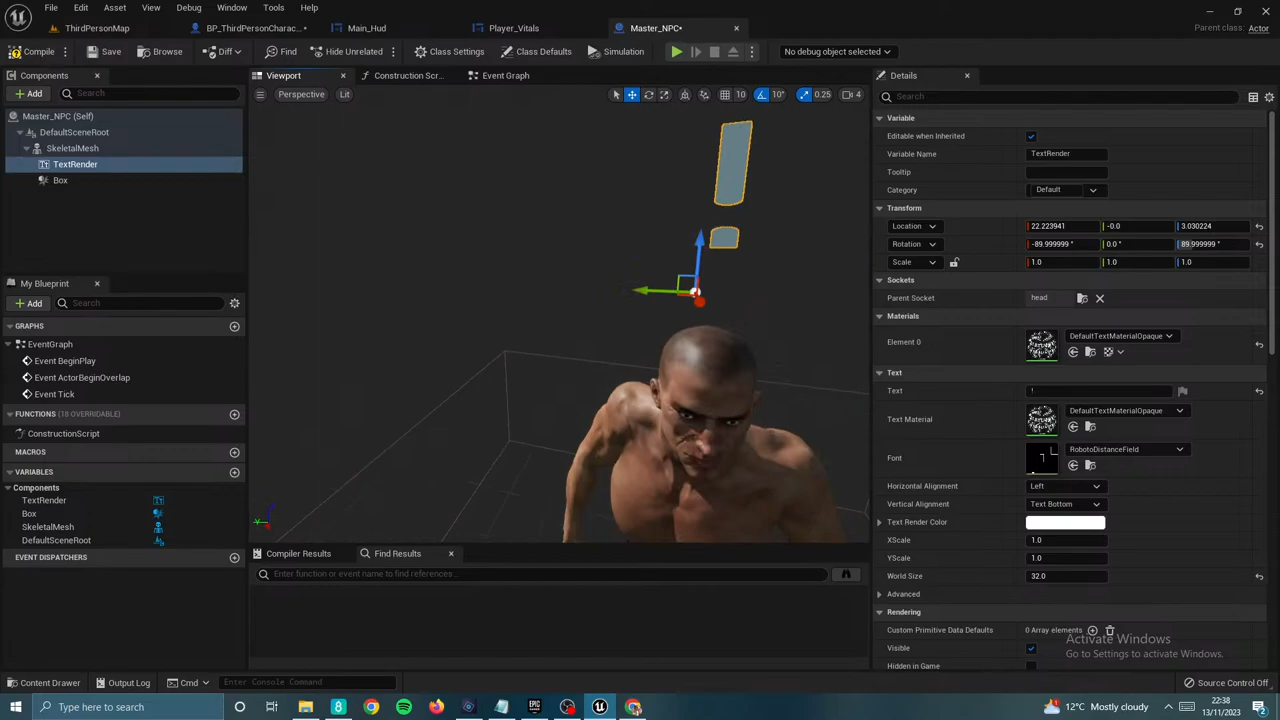 File Edit Asset View Debug Window Tools Help
ThirdPersonMap
BP_ThirdPersonCharac...*
Main_Hud
Player_Vitals
Master_NPC*
Parent class: Actor
Compile
Save
Browse
Diff
Find
Hide Unrelated
Class Settings
Class Defaults
Simulation
No debug object selected
Components
Add
Search
Master_NPC (Self)
DefaultSceneRoot
SkeletalMesh
TextRender
Box
My Blueprint
Add
Search
GRAPHS
EventGraph
Event BeginPlay
Event ActorBeginOverlap
Event Tick
FUNCTIONS (18 OVERRIDABLE)
ConstructionScript
MACROS
VARIABLES
Components
TextRender
Box
SkeletalMesh
DefaultSceneRoot
EVENT DISPATCHERS
Viewport
Construction Scr...
Event Graph
Perspective
Lit
10
10°
0.25
4
!
Compiler Results
Find Results
Enter function or event name to find references...
Details
Search
Variable
Editable when Inherited
Variable Name TextRender
Tooltip
Category Default
Transform
Location 22.223941 -0.0 3.030224
Rotation -89.999999 ° 0.0 ° 89.999999 °
Scale 1.0 1.0 1.0
Sockets
Parent Socket head
Materials
Element 0 DefaultTextMaterialOpaque
Text
Text !
Text Material DefaultTextMaterialOpaque
Font RobotoDistanceField
Horizontal Alignment Left
Vertical Alignment Text Bottom
Text Render Color
XScale 1.0
YScale 1.0
World Size 32.0
Advanced
Rendering
Custom Primitive Data Defaults 0 Array elements
Visible
Hidden in Game
Activate Windows
Go to Settings to activate Windows.
Content Drawer
Output Log
Cmd
Enter Console Command
Source Control Off
Type here to search
12°C Mostly cloudy
22:38
13/11/2023